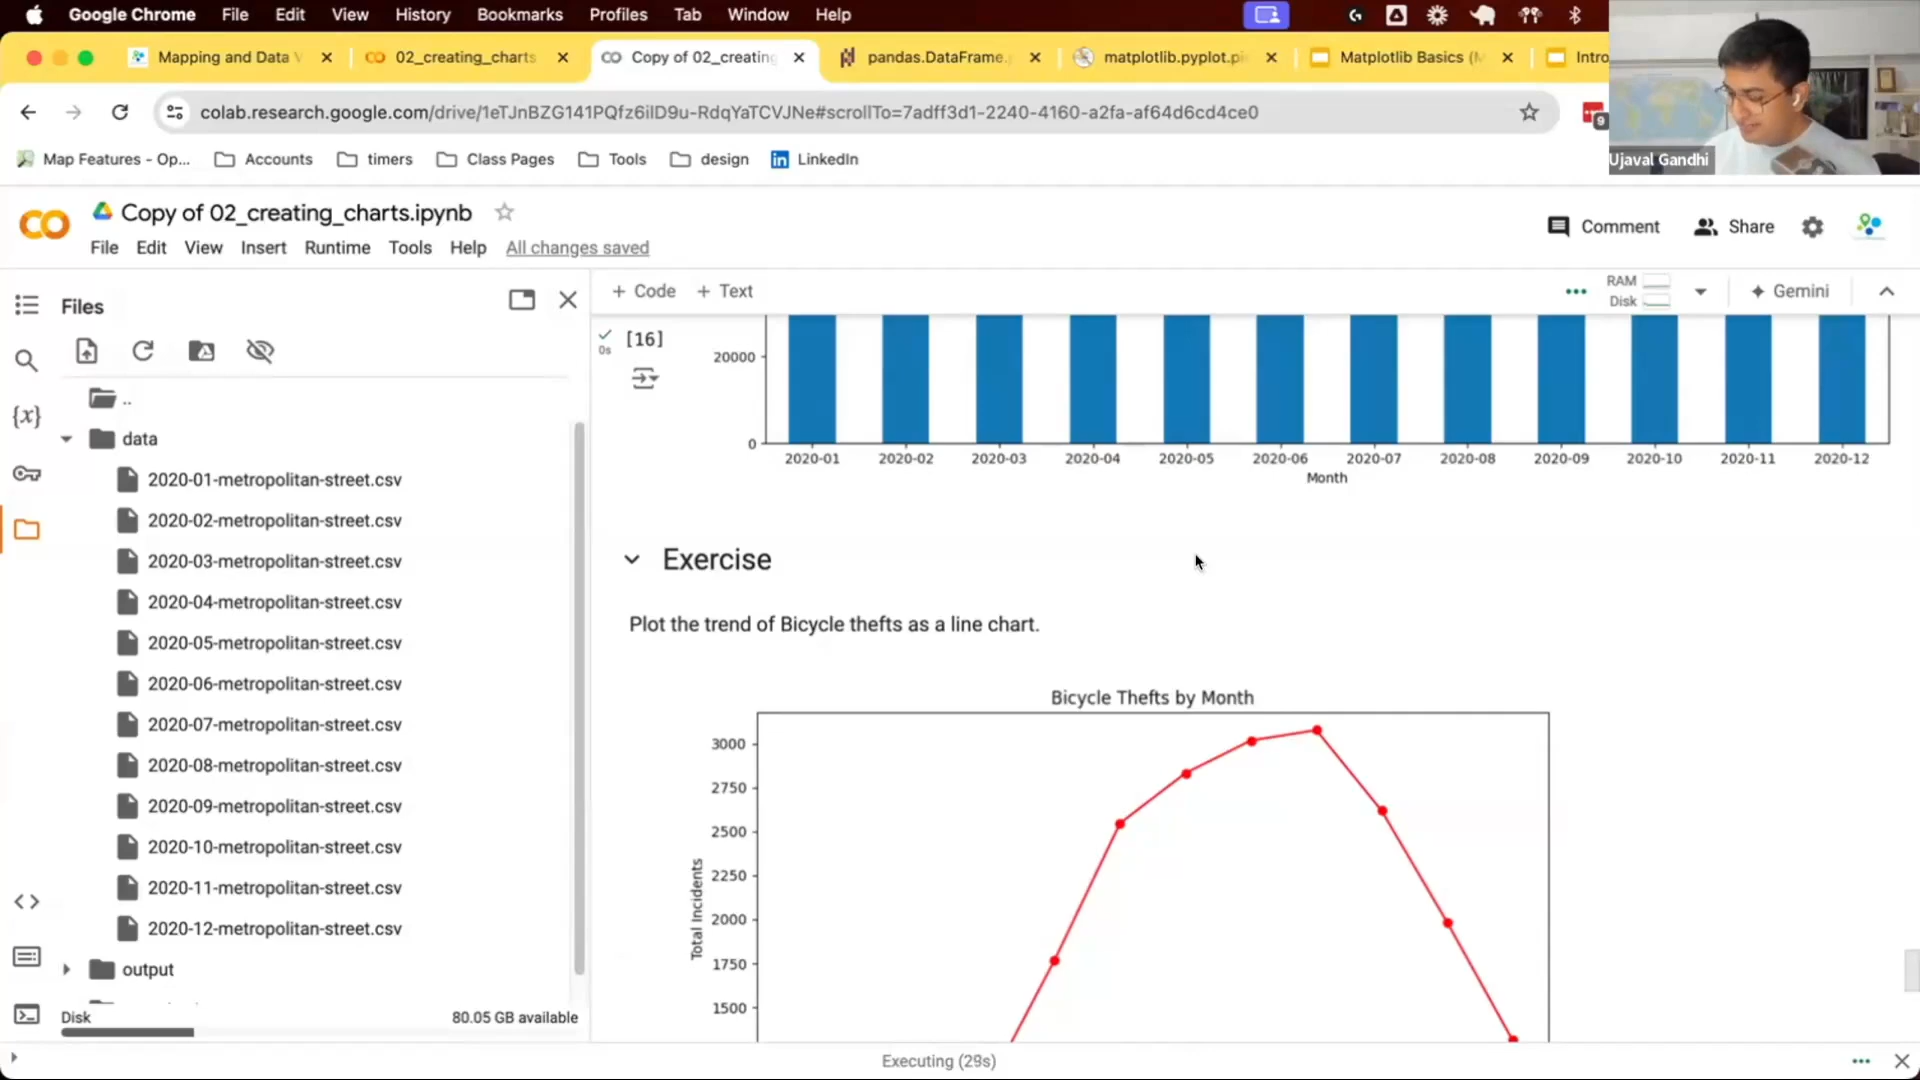 Google Chrome File Edit View History Bookmarks Profiles Tab Window Help
Mapping and Data V
02_creating_charts
Copy of 02_creating
pandas.DataFrame.
matplotlib.pyplot.pi
Matplotlib Basics (M
Intro
colab.research.google.com/drive/1eTJnBZG141PQfz6ilD9u-RdqYaTCVJNe#scrollTo=7adff3d1-2240-4160-a2fa-af64d6cd4ce0
9
Map Features - Op... Accounts timers Class Pages Tools design LinkedIn
Ujaval Gandhi
Copy of 02_creating_charts.ipynb
Comment Share
File Edit View Insert Runtime Tools Help All changes saved
Files
+ Code + Text
RAM
Disk
Gemini
{x}
..
data
2020-01-metropolitan-street.csv
2020-02-metropolitan-street.csv
2020-03-metropolitan-street.csv
2020-04-metropolitan-street.csv
2020-05-metropolitan-street.csv
2020-06-metropolitan-street.csv
2020-07-metropolitan-street.csv
2020-08-metropolitan-street.csv
2020-09-metropolitan-street.csv
2020-10-metropolitan-street.csv
2020-11-metropolitan-street.csv
2020-12-metropolitan-street.csv
output
Disk 80.05 GB available
[16]
0s
20000
0
2020-01 2020-02 2020-03 2020-04 2020-05 2020-06 2020-07 2020-08 2020-09 2020-10 2020-11 2020-12
Month
Exercise
Plot the trend of Bicycle thefts as a line chart.
Bicycle Thefts by Month
3000
2750
2500
2250
2000
1750
1500
Total Incidents
Executing (29s)